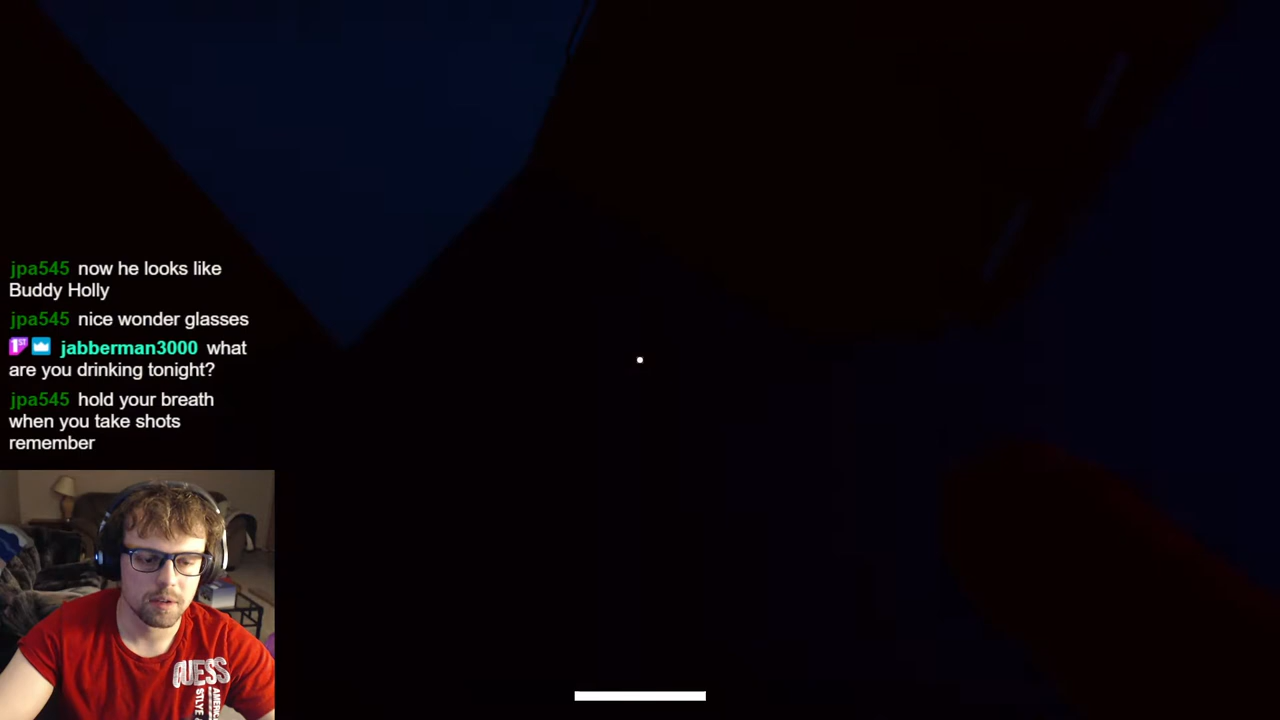 jpa545 now he looks like
Buddy Holly
jpa545 nice wonder glasses
1ST jabberman3000 what
are you drinking tonight?
jpa545 hold your breath
when you take shots
remember
GUESS